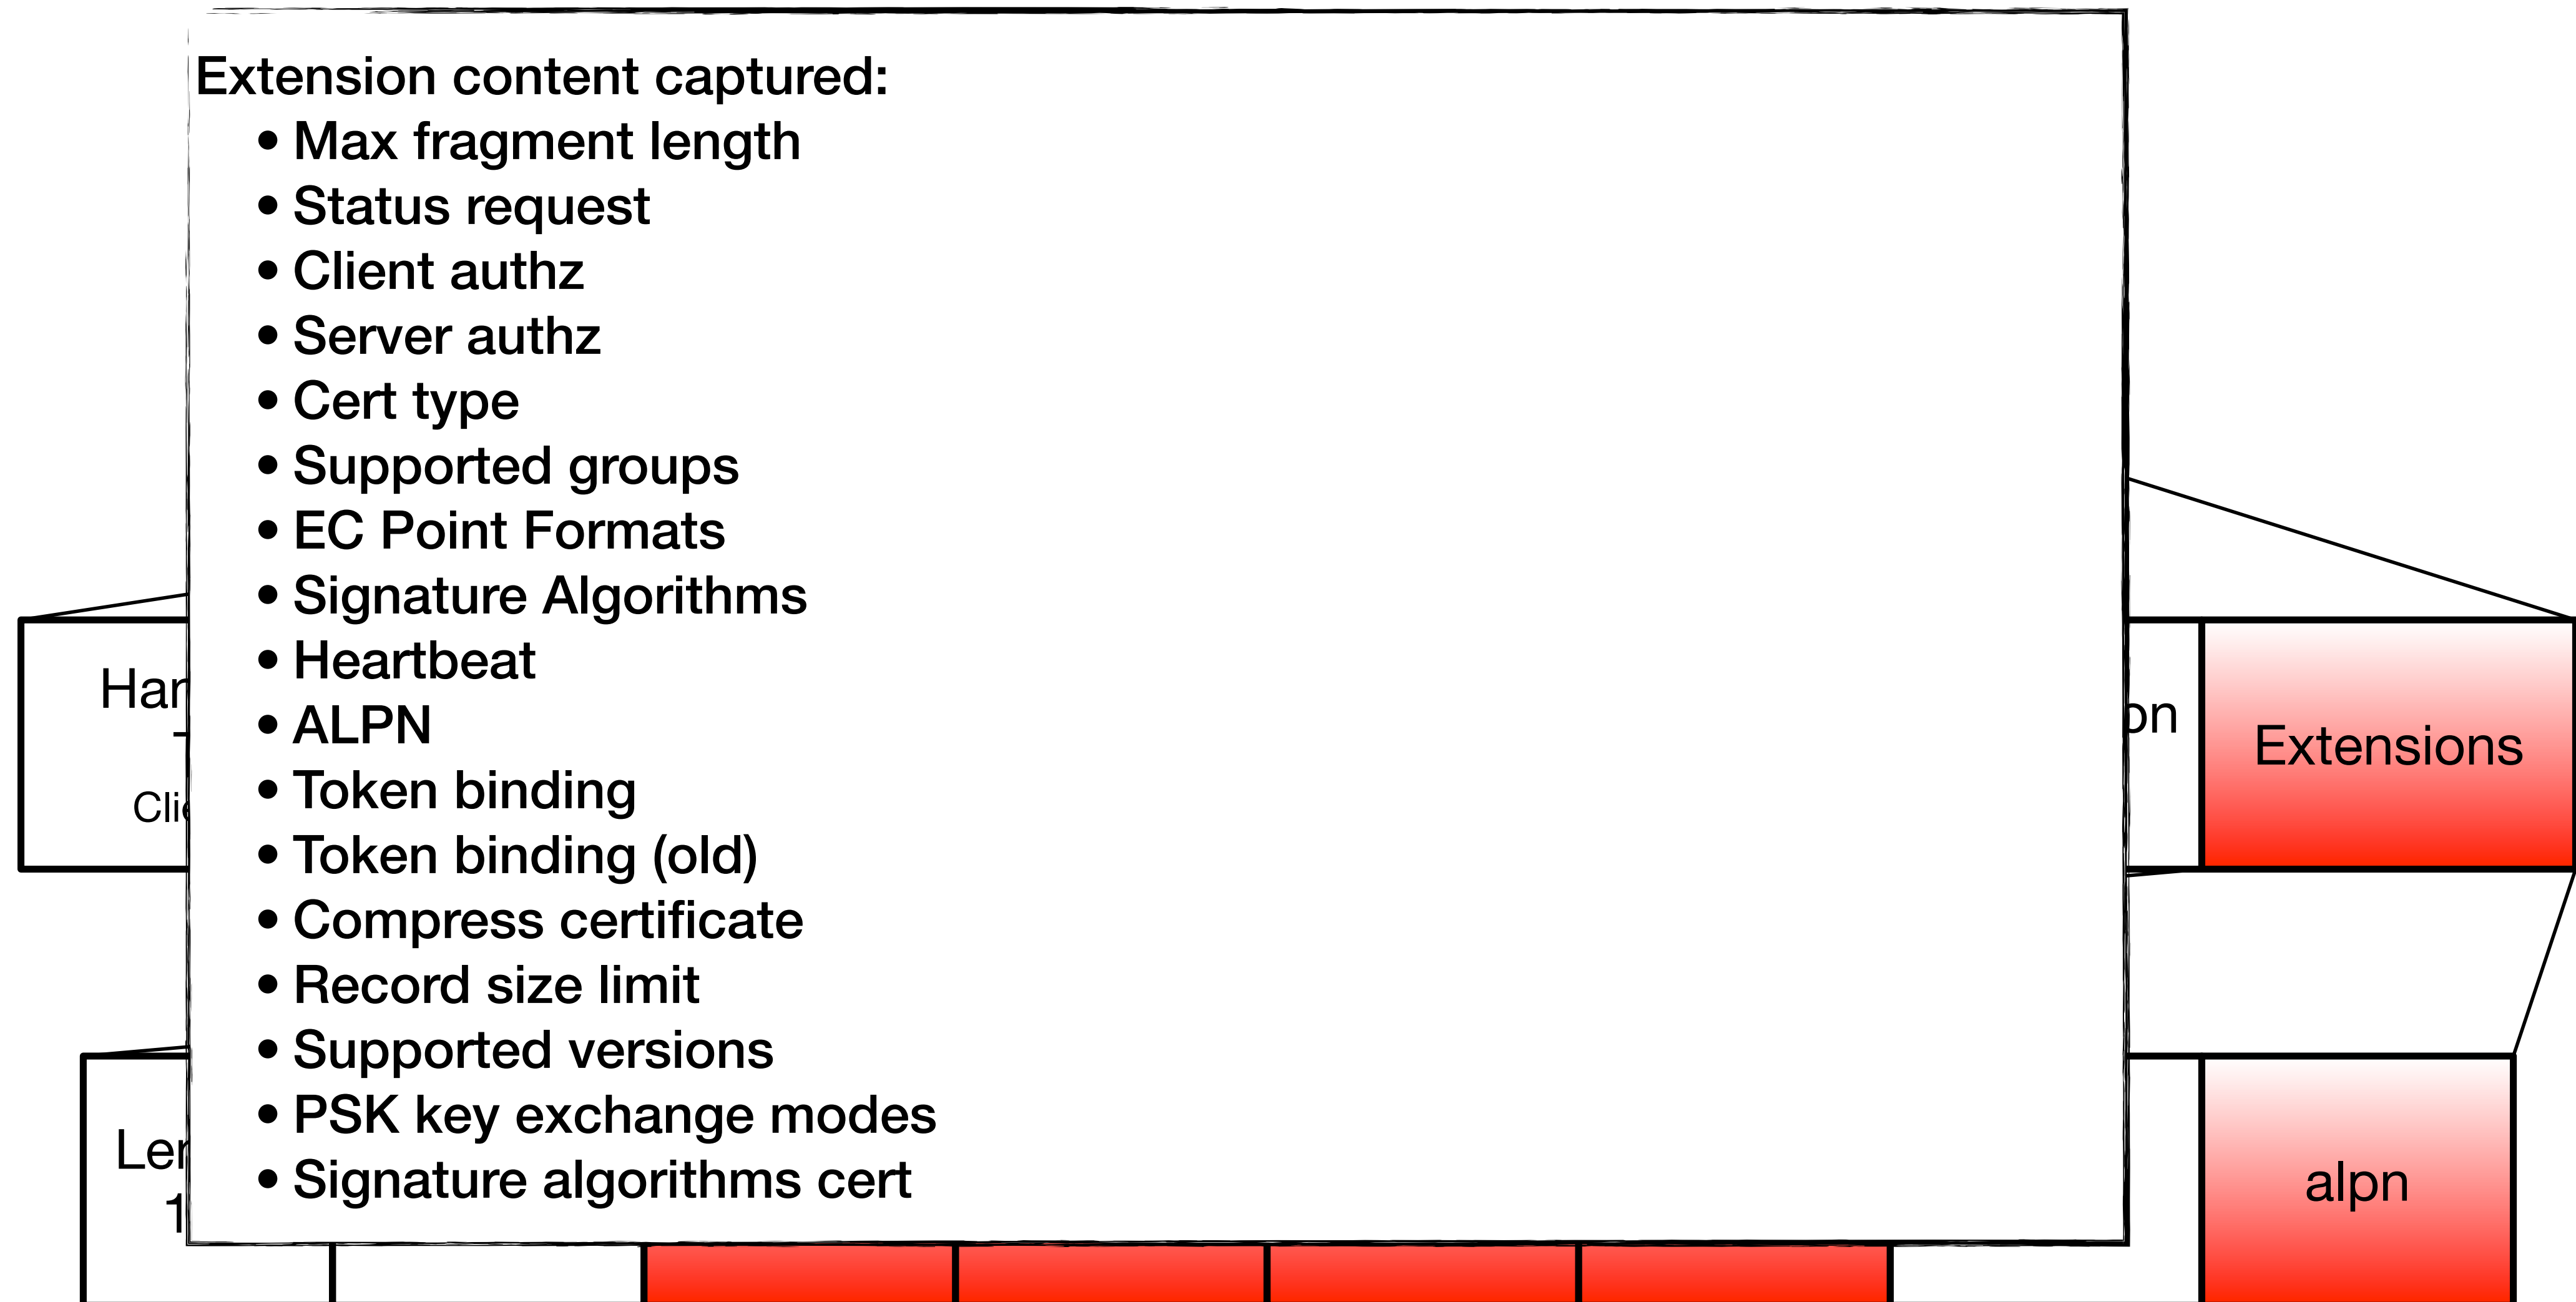 Extension content captured:
• Max fragment length
• Status request
• Client authz
• Server authz
• Cert type
• Supported groups
• EC Point Formats
• Signature Algorithms
• Heartbeat
• ALPN
• Token binding
• Token binding (old)
• Compress certificate
• Record size limit
• Supported versions
• PSK key exchange modes
• Signature algorithms cert
Extensions
alpn